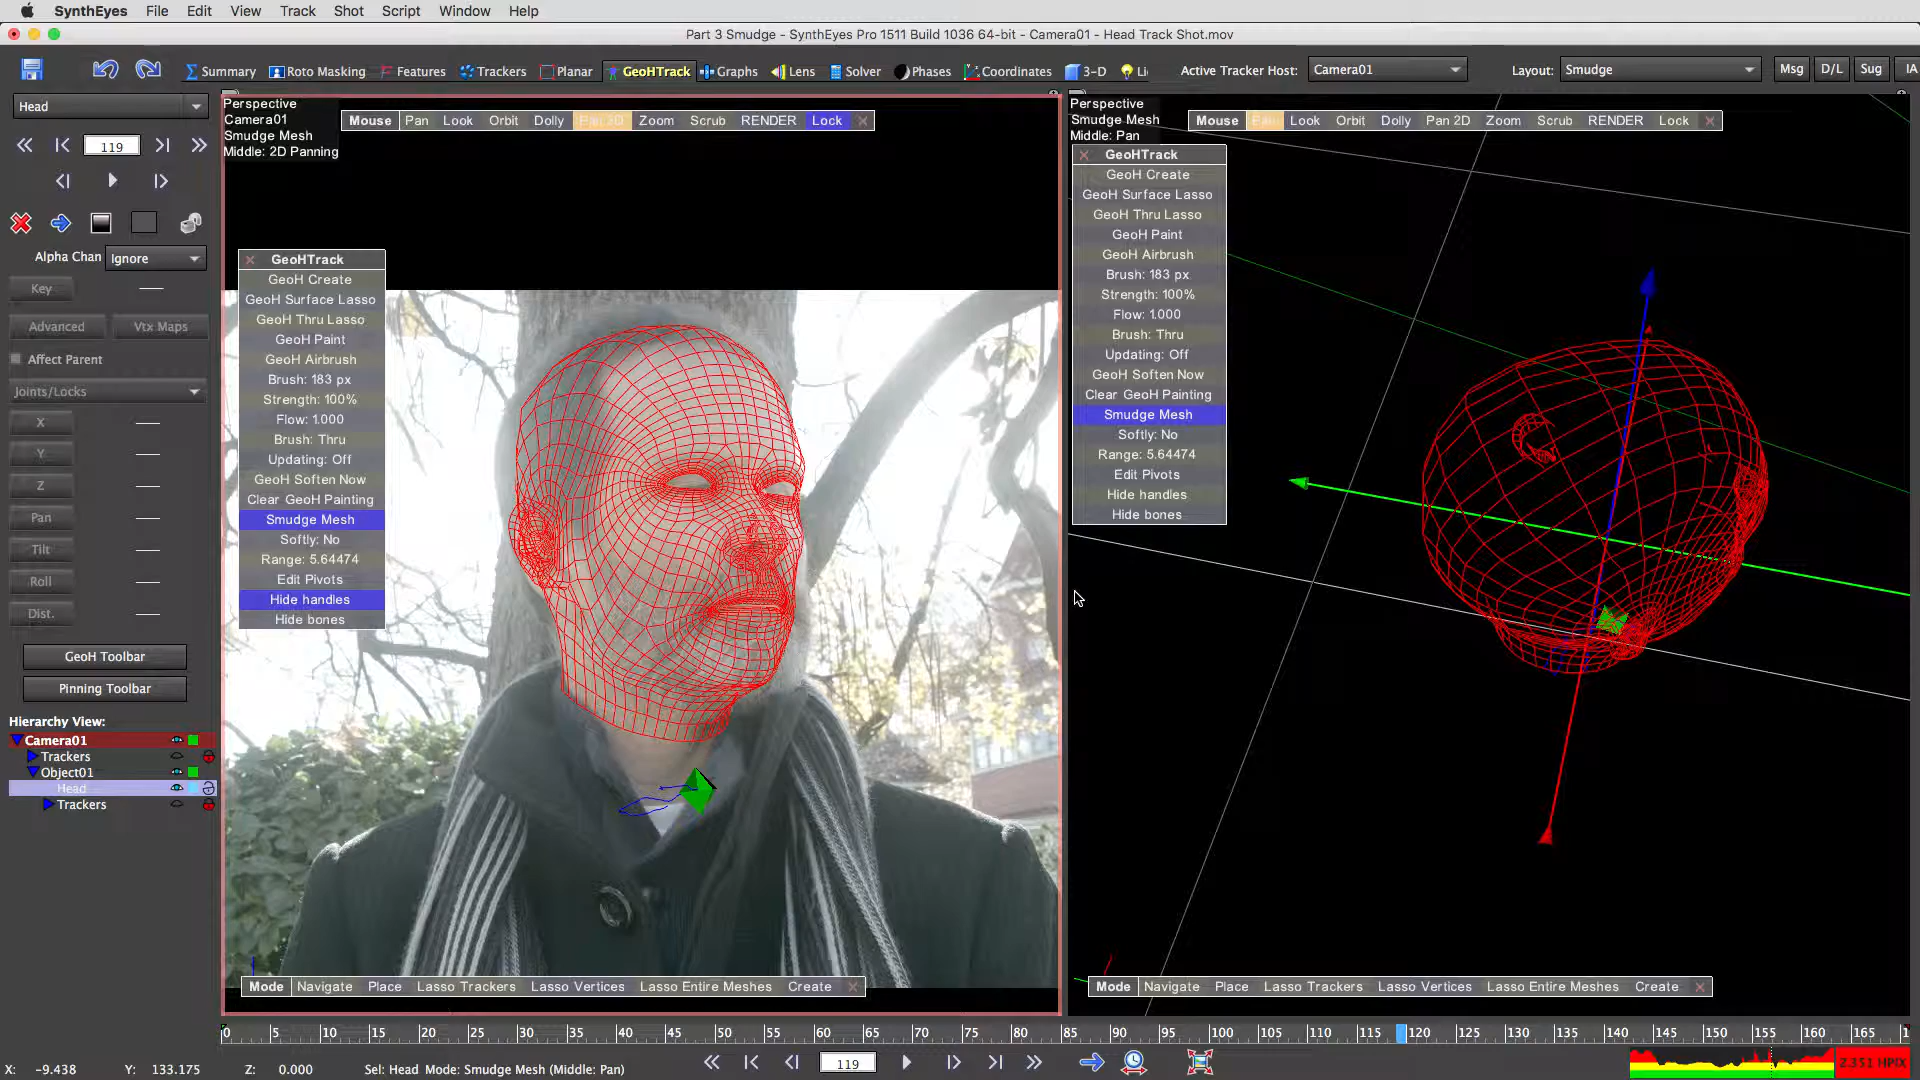 SynthEyes File Edit View Track Shot Script Window Help
Part 3 Smudge - SynthEyes Pro 1511 Build 1036 64-bit - Camera01 - Head Track Shot.mov
Summary Roto Masking Features Trackers Planar GeoHTrack Graphs Lens Solver Phases Coordinates 3-D Li Active Tracker Host: Camera01 Layout: Smudge Msg D/L Sug IA
Head
119
Alpha Chan Ignore
Key
Advanced Vtx Maps
Affect Parent
Joints/Locks
X
Y
Z
Pan
Tilt
Roll
Dist.
GeoH Toolbar
Pinning Toolbar
Hierarchy View:
Camera01
Trackers
Object01
Head
Trackers
Perspective
Camera01
Smudge Mesh
Middle: 2D Panning
Mouse Pan Look Orbit Dolly Pan 2D Zoom Scrub RENDER Lock
GeoHTrack
GeoH Create
GeoH Surface Lasso
GeoH Thru Lasso
GeoH Paint
GeoH Airbrush
Brush: 183 px
Strength: 100%
Flow: 1.000
Brush: Thru
Updating: Off
GeoH Soften Now
Clear GeoH Painting
Smudge Mesh
Softly: No
Range: 5.64474
Edit Pivots
Hide handles
Hide bones
Mode Navigate Place Lasso Trackers Lasso Vertices Lasso Entire Meshes Create
Perspective
Smudge Mesh
Middle: Pan
Mouse Pan Look Orbit Dolly Pan 2D Zoom Scrub RENDER Lock
GeoHTrack
GeoH Create
GeoH Surface Lasso
GeoH Thru Lasso
GeoH Paint
GeoH Airbrush
Brush: 183 px
Strength: 100%
Flow: 1.000
Brush: Thru
Updating: Off
GeoH Soften Now
Clear GeoH Painting
Smudge Mesh
Softly: No
Range: 5.64474
Edit Pivots
Hide handles
Hide bones
Mode Navigate Place Lasso Trackers Lasso Vertices Lasso Entire Meshes Create
0 5 10 15 20 25 30 35 40 45 50 55 60 65 70 75 80 85 90 95 100 105 110 115 120 125 130 135 140 145 150 155 160 165
119
X: -9.438 Y: 133.175 Z: 0.000 Sel: Head Mode: Smudge Mesh (Middle: Pan)
2.351 HPIX